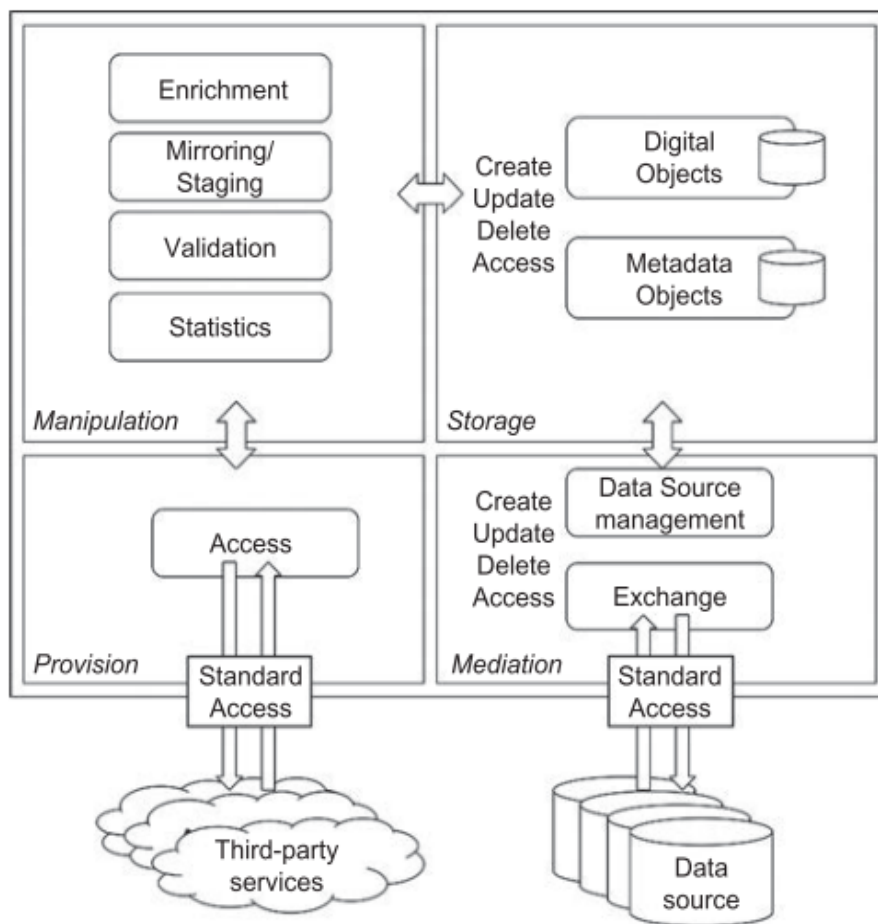 Enrichment
Mirroring/
Staging
Validation
Statistics
Manipulation
Create
Update
Delete
Access
Digital
Objects
Metadata
Objects
Storage
Access
Provision
Standard
Access
Third-party
services
Create
Update
Delete
Access
Data Source
management
Exchange
Mediation
Standard
Access
Data
source